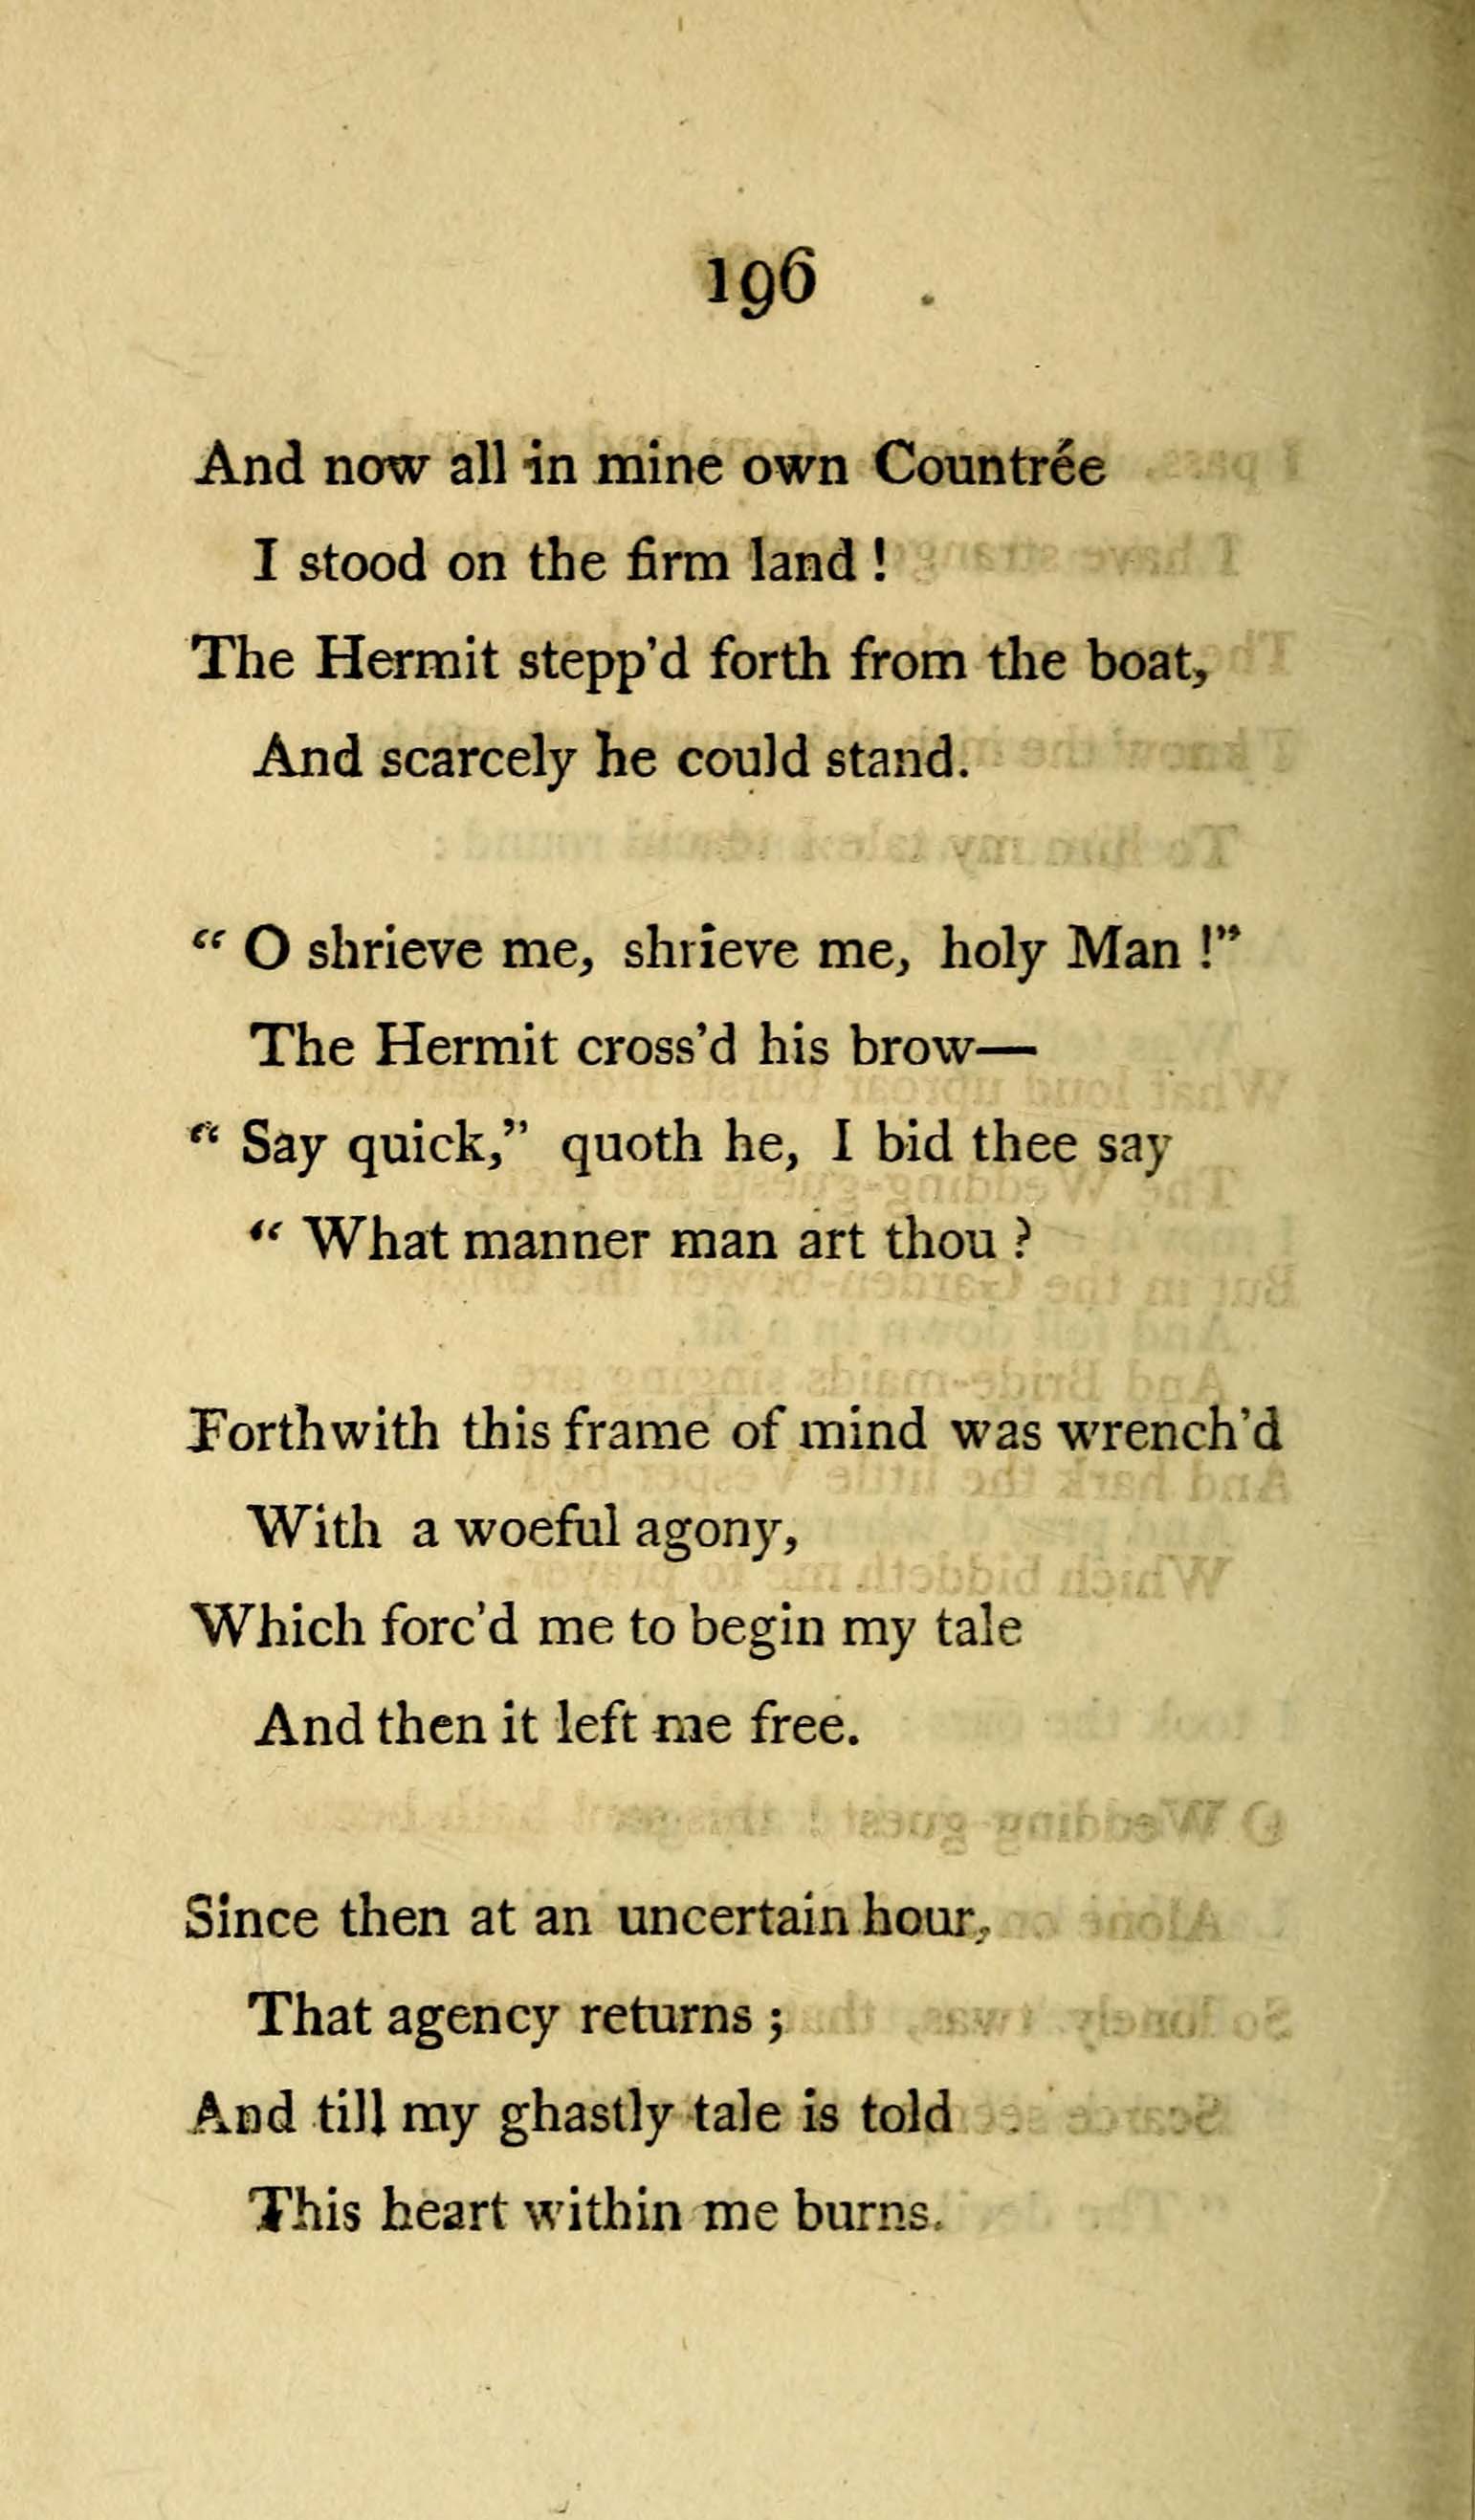 196
And now all in mine own Countrée
I stood on the firm land !
The Hermit stepp'd forth from the boat,
And scarcely he could stand.
“ O shrieve me, shrieve me, holy Man !”
The Hermit cross'd his brow—
“ Say quick,” quoth he, I bid thee say
“ What manner man art thou ?
Forthwith this frame of mind was wrench'd
With a woeful agony,
Which forc'd me to begin my tale
And then it left me free.
Since then at an uncertain hour,
That agency returns ;
And till my ghastly tale is told
This heart within me burns.